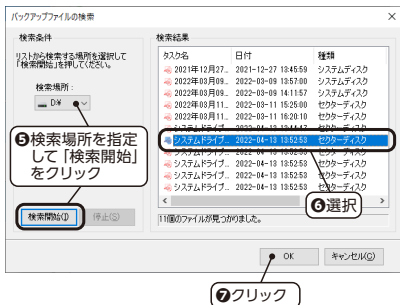 バックアップファイルの検索
検索条件
リストから検索する場所を選択して
「検索開始」を押してください。
検索場所 :
D¥
❺検索場所を指定
して「検索開始」
をクリック
検索開始(I) 停止(S)
検索結果
タスク名 日付 種類
2021年12月27... 2021-12-27 13:45:59 システムディスク
2022年03月09... 2022-03-09 13:57:00 システムディスク
2022年03月09... 2022-03-09 14:11:57 システムディスク
2022年03月11... 2022-03-11 15:25:00 セクターディスク
2022年03月11... 2022-03-11 16:20:10 セクターディスク
システムドライブ...
システムドライブ... 2022-04-13 13:52:53 セクターディスク
システムドライブ...
システムドライブ... 2022-04-13 13:52:53 セクターディスク
システムドライブ... 2022-04-13 13:52:53 セクターディスク
システムドライブ... 2022-04-13 13:52:53 セクターディスク
❻選択
11個のファイルが見つかりました。
OK キャンセル(C)
❼クリック